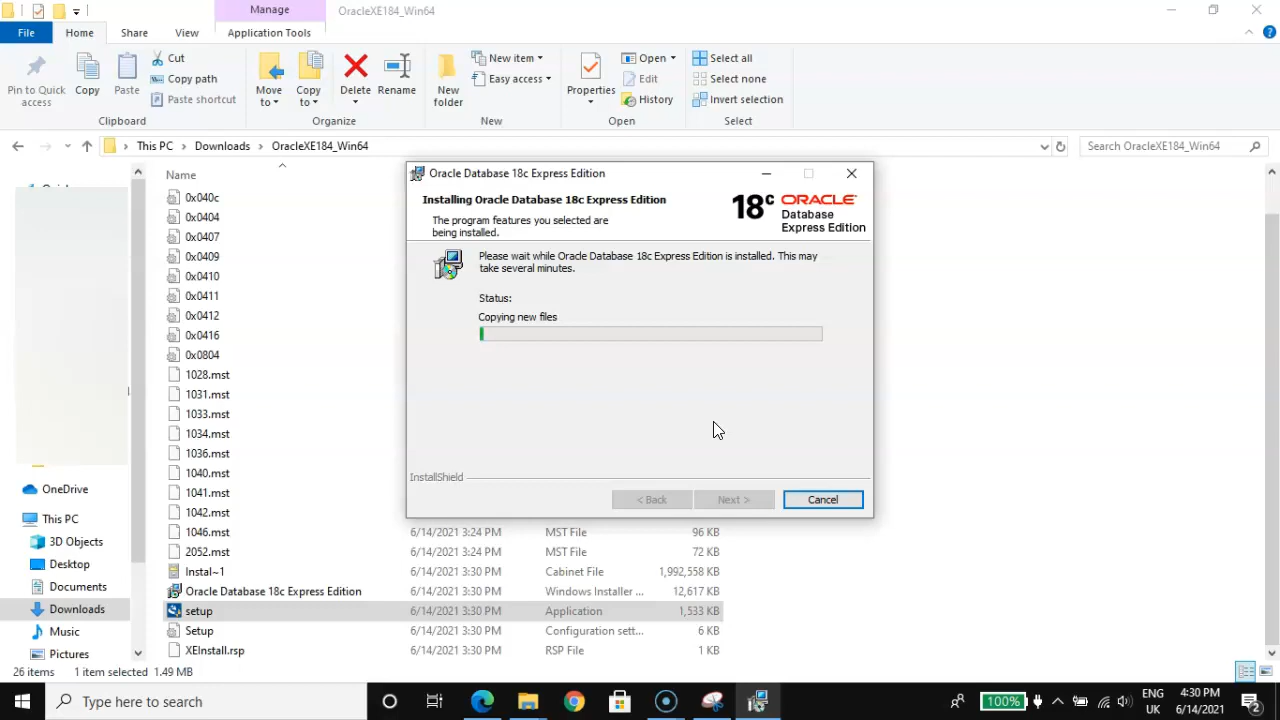 Manage
OracleXE184_Win64
File
Home
Share
View
Application Tools
Pin to Quick
access
Copy
Paste
Cut
Copy path
Paste shortcut
Clipboard
Move
to
Copy
to
Delete
Rename
Organize
New
folder
New item
Easy access
New
Properties
Open
Edit
History
Open
Select all
Select none
Invert selection
Select
This PC
Downloads
OracleXE184_Win64
Search OracleXE184_Win64
Name
0x040c
0x0404
0x0407
0x0409
0x0410
0x0411
0x0412
0x0416
0x0804
1028.mst
1031.mst
1033.mst
1034.mst
1036.mst
1040.mst
1041.mst
1042.mst
1046.mst 6/14/2021 3:24 PM MST File 96 KB
2052.mst 6/14/2021 3:24 PM MST File 72 KB
Instal~1 6/14/2021 3:30 PM Cabinet File 1,992,558 KB
Oracle Database 18c Express Edition 6/14/2021 3:30 PM Windows Installer ... 12,617 KB
setup 6/14/2021 3:30 PM Application 1,533 KB
Setup 6/14/2021 3:30 PM Configuration sett... 6 KB
XEInstall.rsp 6/14/2021 3:30 PM RSP File 1 KB
OneDrive
This PC
3D Objects
Desktop
Documents
Downloads
Music
Pictures
26 items 1 item selected 1.49 MB
Oracle Database 18c Express Edition
Installing Oracle Database 18c Express Edition
The program features you selected are
being installed.
18c ORACLE
Database
Express Edition
Please wait while Oracle Database 18c Express Edition is installed. This may
take several minutes.
Status:
Copying new files
InstallShield
< Back
Next >
Cancel
Type here to search
100%
ENG
UK
4:30 PM
6/14/2021
2